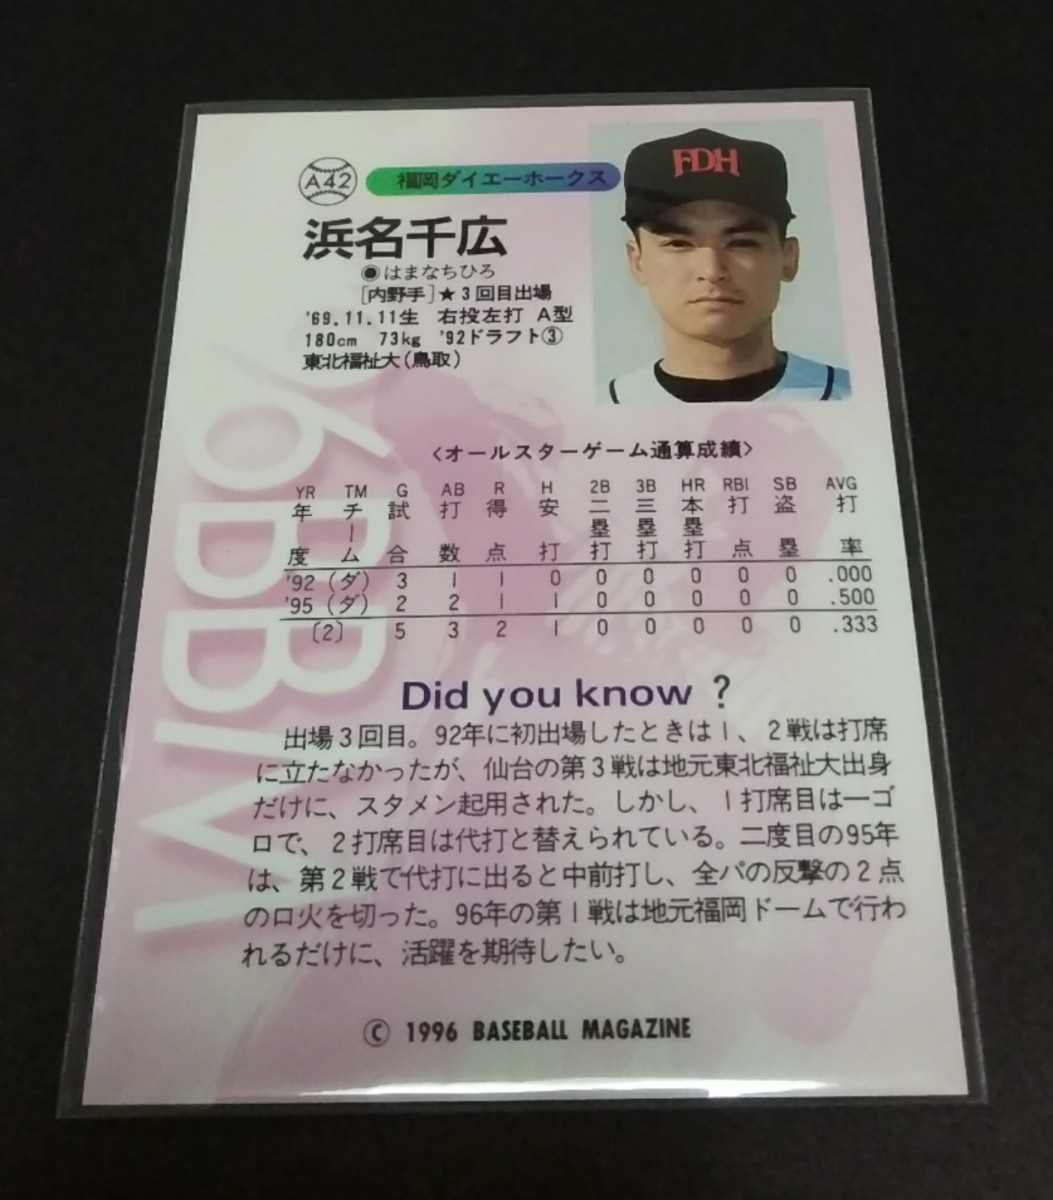 A42
福岡ダイエーホークス
FDH
浜名千広
◉はまなちひろ
[内野手]★3回目出場
'69.11.11生 右投左打 A型
180cm 73kg '92ドラフト③
東北福祉大(鳥取)
〈オールスターゲーム通算成績〉
YR TM G AB R H 2B 3B HR RBI SB AVG
年度 チーム 試合 打数 得点 安打 二塁打 三塁打 本塁打 打点 盗塁 打率
'92(ダ) 3 1 1 0 0 0 0 0 0 .000
'95(ダ) 2 2 1 1 0 0 0 0 0 .500
〔2〕 5 3 2 1 0 0 0 0 0 .333
Did you know ?
出場3回目。92年に初出場したときは1、2戦は打席
に立たなかったが、仙台の第3戦は地元東北福祉大出身
だけに、スタメン起用された。しかし、1打席目は一ゴ
ロで、2打席目は代打と替えられている。二度目の95年
は、第2戦で代打に出ると中前打し、全パの反撃の2点
の口火を切った。96年の第1戦は地元福岡ドームで行わ
れるだけに、活躍を期待したい。
© 1996 BASEBALL MAGAZINE
'96BBM